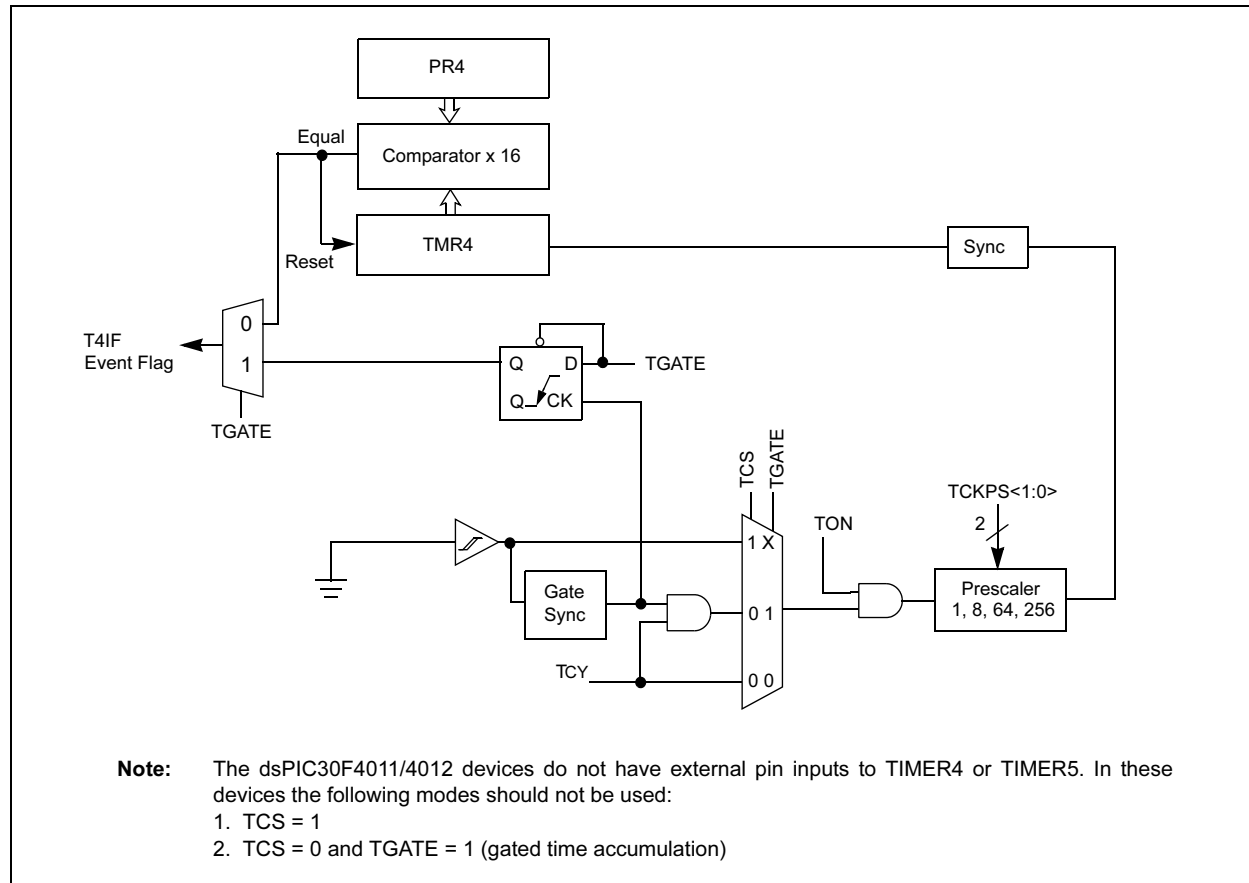 PR4
Equal
Comparator x 16
TMR4
Reset
Sync
0
T4IF
Event Flag
1
Q
D
TGATE
Q
CK
TGATE
TCS
TGATE
TCKPS<1:0>
2
TON
1 X
Gate
Sync
0 1
Prescaler
1, 8, 64, 256
TCY
0 0
Note: The dsPIC30F4011/4012 devices do not have external pin inputs to TIMER4 or TIMER5. In these
devices the following modes should not be used:
1. TCS = 1
2. TCS = 0 and TGATE = 1 (gated time accumulation)